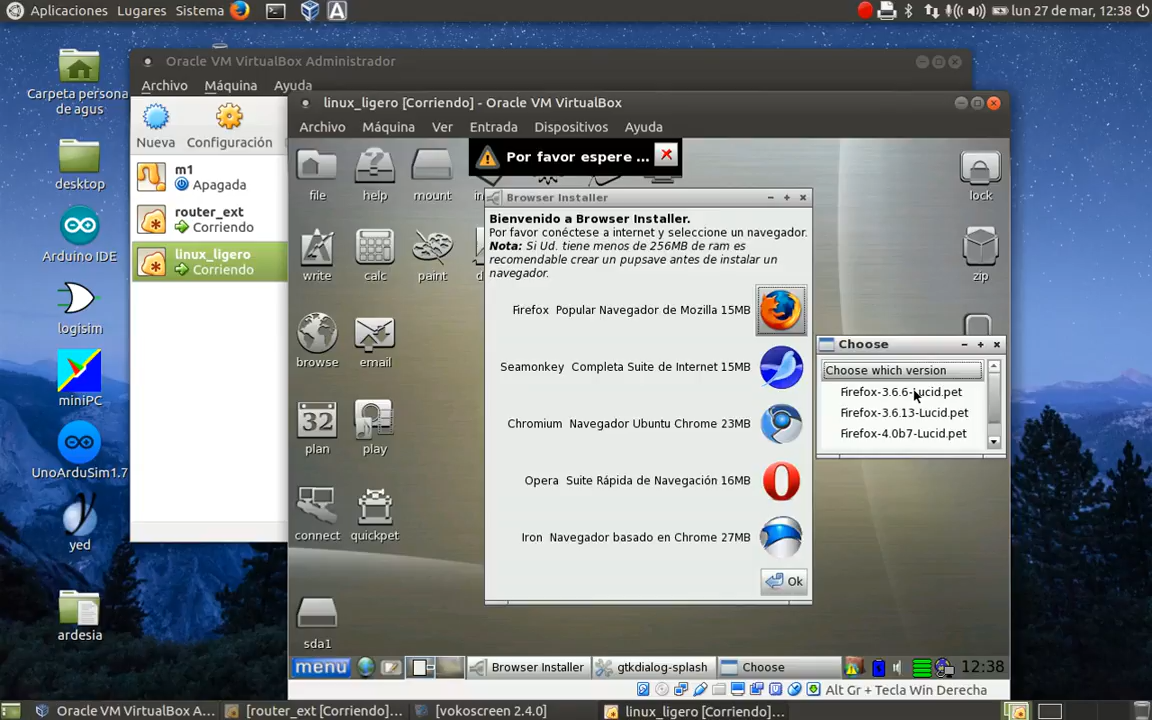 Aplicaciones Lugares Sistema
lun 27 de mar, 12:38
Carpeta persona
de agus
desktop
Arduino IDE
logisim
miniPC
UnoArduSim1.7
yed
ardesia
Oracle VM VirtualBox Administrador
Archivo Máquina Ayuda
Nueva Configuración
m1
Apagada
router_ext
Corriendo
linux_ligero
Corriendo
linux_ligero [Corriendo] - Oracle VM VirtualBox
Archivo Máquina Ver Entrada Dispositivos Ayuda
Por favor espere ...
file help mount
lock
write calc paint
zip
browse email
plan play
connect quickpet
sda1
Browser Installer
Bienvenido a Browser Installer.
Por favor conéctese a internet y seleccione un navegador.
Nota: Si Ud. tiene menos de 256MB de ram es
recomendable crear un pupsave antes de instalar un
navegador.
Firefox Popular Navegador de Mozilla 15MB
Seamonkey Completa Suite de Internet 15MB
Chromium Navegador Ubuntu Chrome 23MB
Opera Suite Rápida de Navegación 16MB
Iron Navegador basado en Chrome 27MB
Ok
Choose
Choose which version
Firefox-3.6.6-Lucid.pet
Firefox-3.6.13-Lucid.pet
Firefox-4.0b7-Lucid.pet
menu
Browser Installer gtkdialog-splash Choose 12:38
Alt Gr + Tecla Win Derecha
Oracle VM VirtualBox A... [router_ext [Corriendo]... [vokoscreen 2.4.0] linux_ligero [Corriendo]...